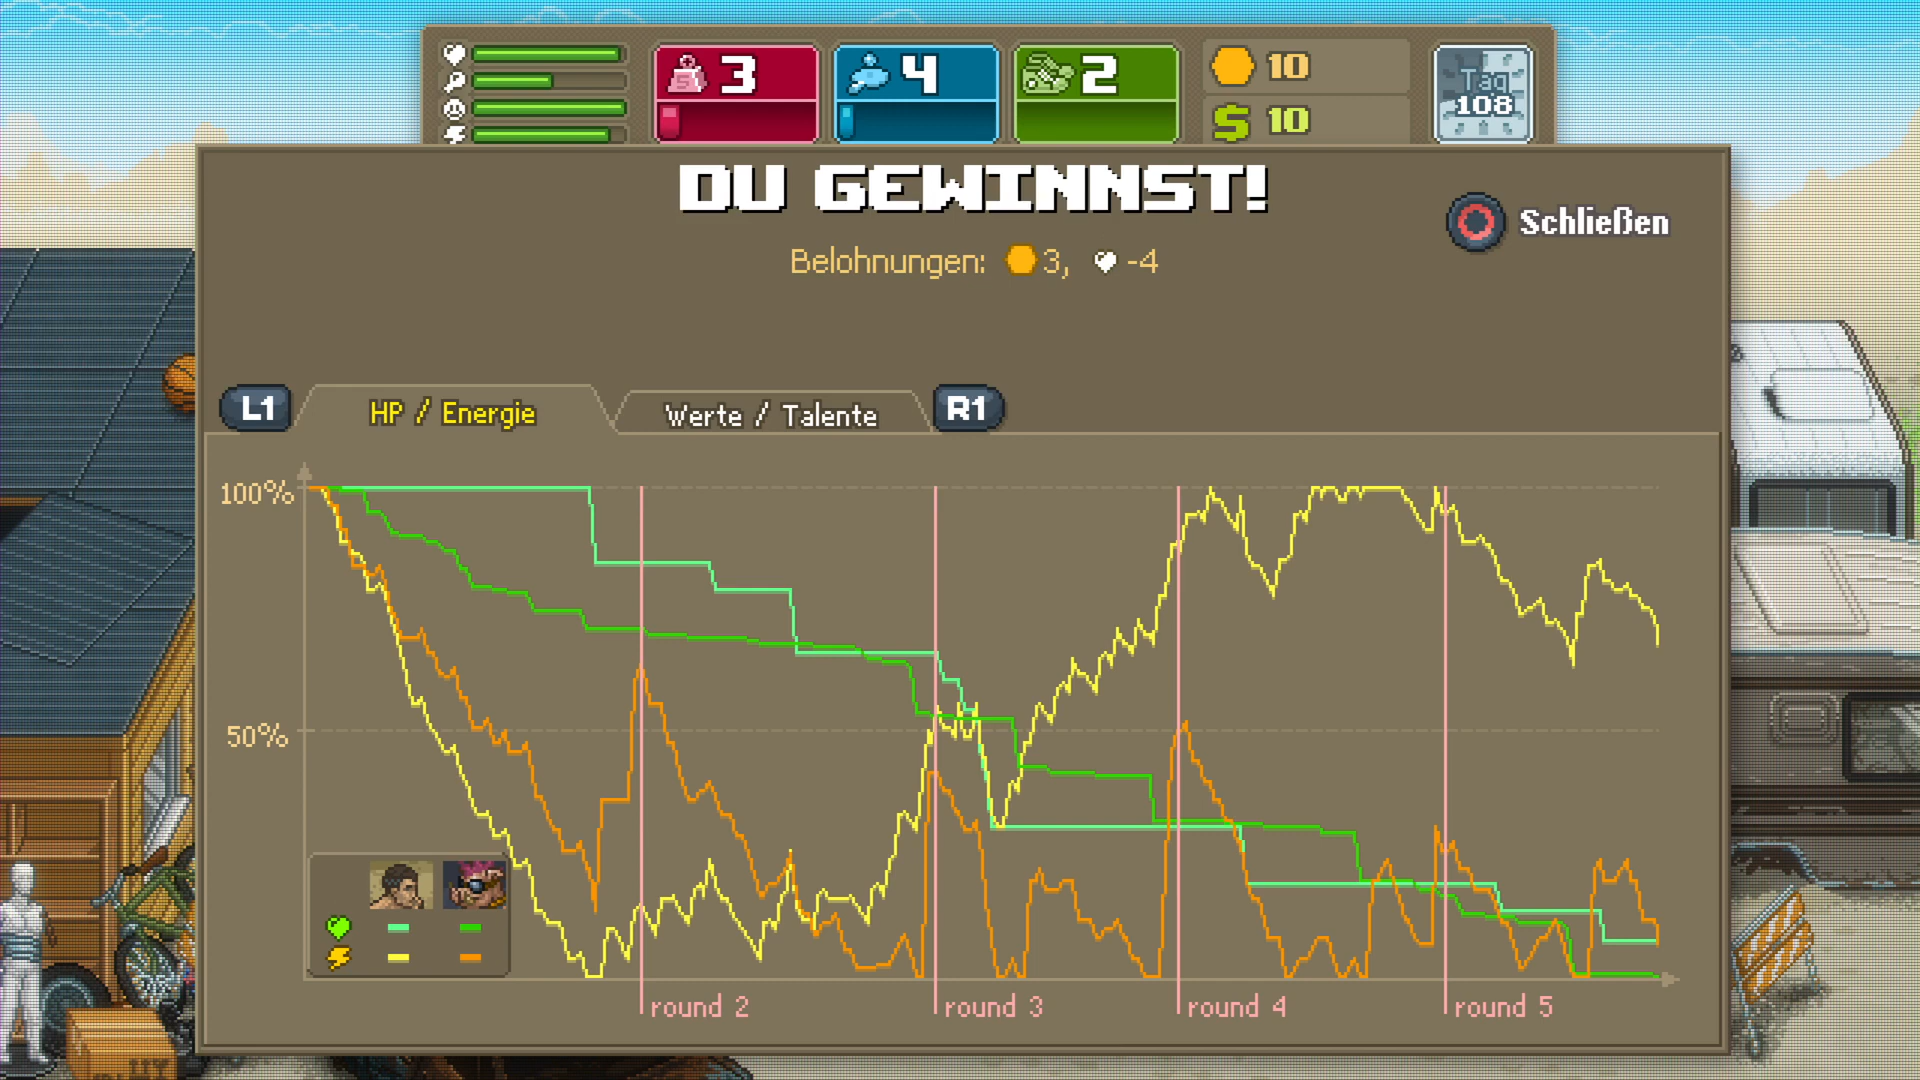 3
4
2
10
$ 10
Tag
108
DU GEWINNST!
Belohnungen: 3, -4
Schließen
L1
HP / Energie
Werte / Talente
R1
100%
50%
round 2
round 3
round 4
round 5